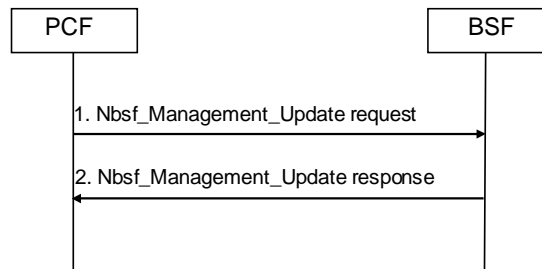 PCF
BSF
1. Nbsf_Management_Update request
2. Nbsf_Management_Update response